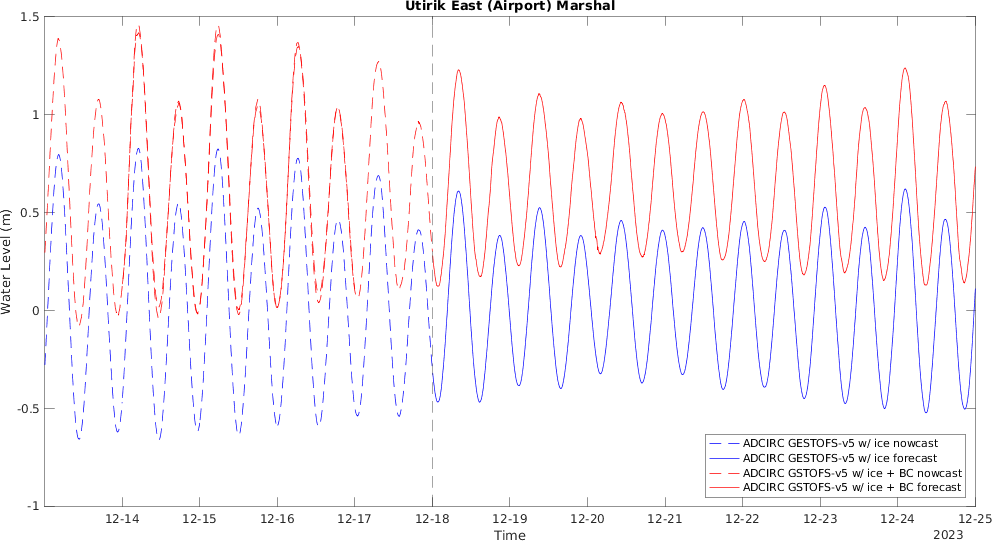 Utirik East (Airport) Marshal
Water Level (m)
1.5
1
0.5
0
-0.5
-1
ADCIRC GESTOFS-v5 w/ ice nowcast
ADCIRC GESTOFS-v5 w/ ice forecast
ADCIRC GSTOFS-v5 w/ ice + BC nowcast
ADCIRC GSTOFS-v5 w/ ice + BC forecast
12-14 12-15 12-16 12-17 12-18 12-19 12-20 12-21 12-22 12-23 12-24 12-25
Time
2023